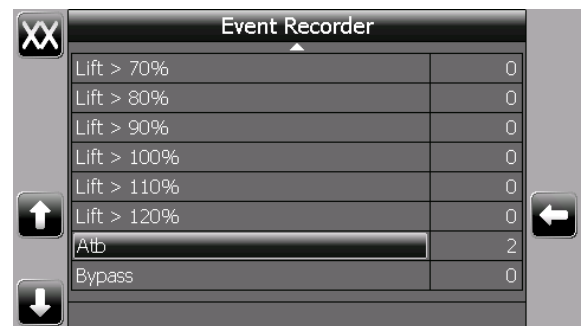 XX
Event Recorder
Lift > 70% 0
Lift > 80% 0
Lift > 90% 0
Lift > 100% 0
Lift > 110% 0
Lift > 120% 0
Atb 2
Bypass 0